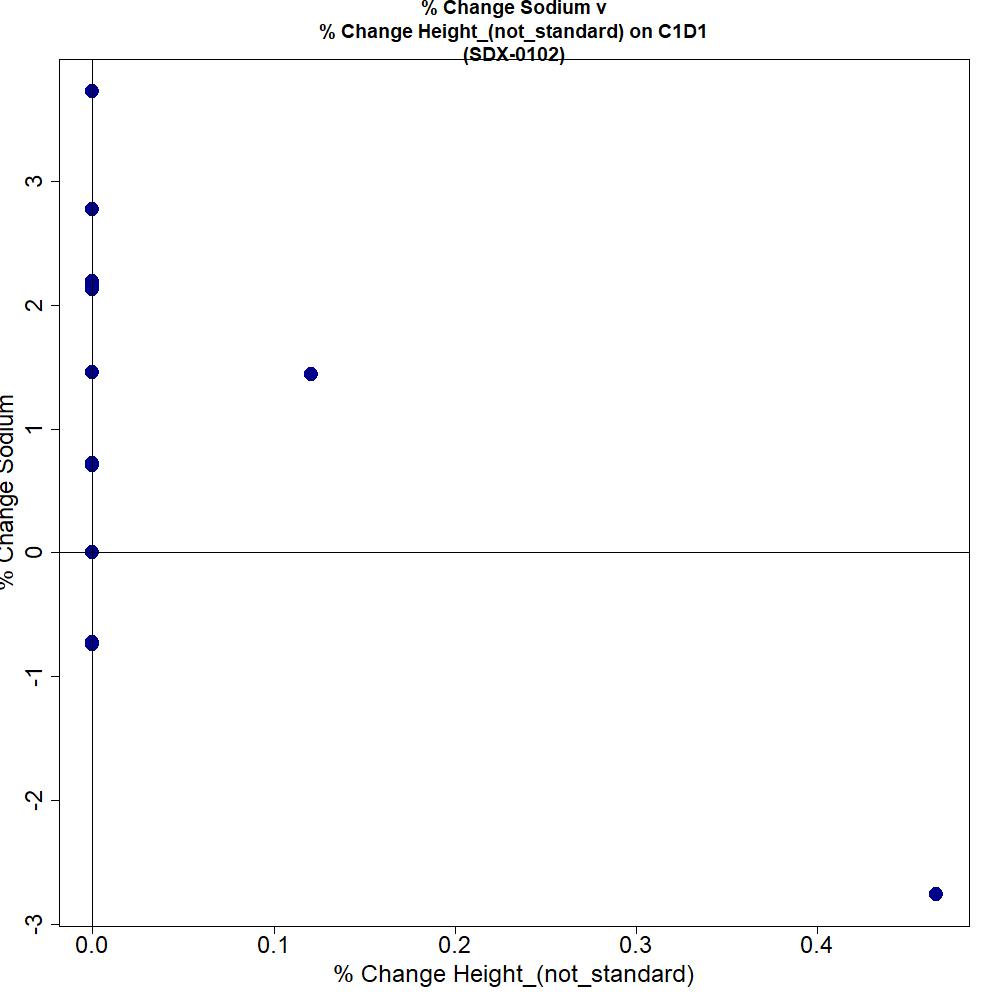 % Change Sodium v
% Change Height_(not_standard) on C1D1
(SDX-0102)
% Change Sodium
3
2
1
0
-1
-2
-3
0.0
0.1
0.2
0.3
0.4
% Change Height_(not_standard)